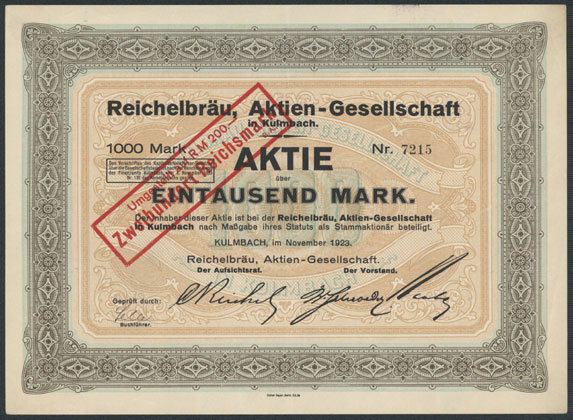 Reichelbräu, Aktien-Gesellschaft
in Kulmbach.
1000 Mark
Nr. 7215
Umgestellt auf RM 200.
Zweihundert Reichsmark
AKTIE
über
EINTAUSEND MARK.
Der Inhaber dieser Aktie ist bei der Reichelbräu, Aktien-Gesellschaft
in Kulmbach nach Maßgabe ihres Statuts als Stammaktionär beteiligt.
KULMBACH, im November 1923.
Reichelbräu, Aktien-Gesellschaft.
Der Aufsichtsrat. Der Vorstand.
Geprüft durch:
Buchführer.